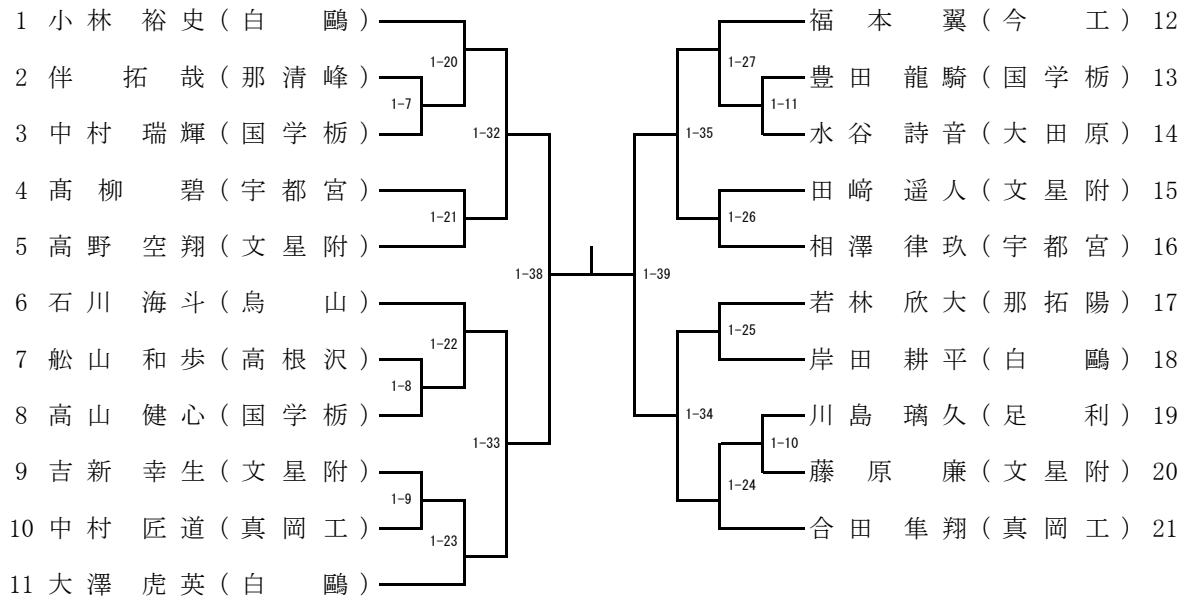 1 小林 裕史(白 鷗)
1-20
2 伴 拓哉(那清峰)
1-7
3 中村 瑞輝(国学栃)
1-32
4 髙柳 碧(宇都宮)
1-21
5 高野 空翔(文星附)
1-38
6 石川 海斗(烏 山)
1-22
7 舩山 和歩(高根沢)
1-8
8 高山 健心(国学栃)
1-33
9 吉新 幸生(文星附)
1-9
10 中村 匠道(真岡工)
1-23
11 大澤 虎英(白 鷗)
福本 翼(今 工) 12
1-27
豊田 龍騎(国学栃) 13
1-11
水谷 詩音(大田原) 14
1-35
田﨑 遥人(文星附) 15
1-26
相澤 律玖(宇都宮) 16
1-39
若林 欣大(那拓陽) 17
1-25
岸田 耕平(白 鷗) 18
1-34
川島 璃久(足 利) 19
1-10
藤原 廉(文星附) 20
1-24
合田 隼翔(真岡工) 21